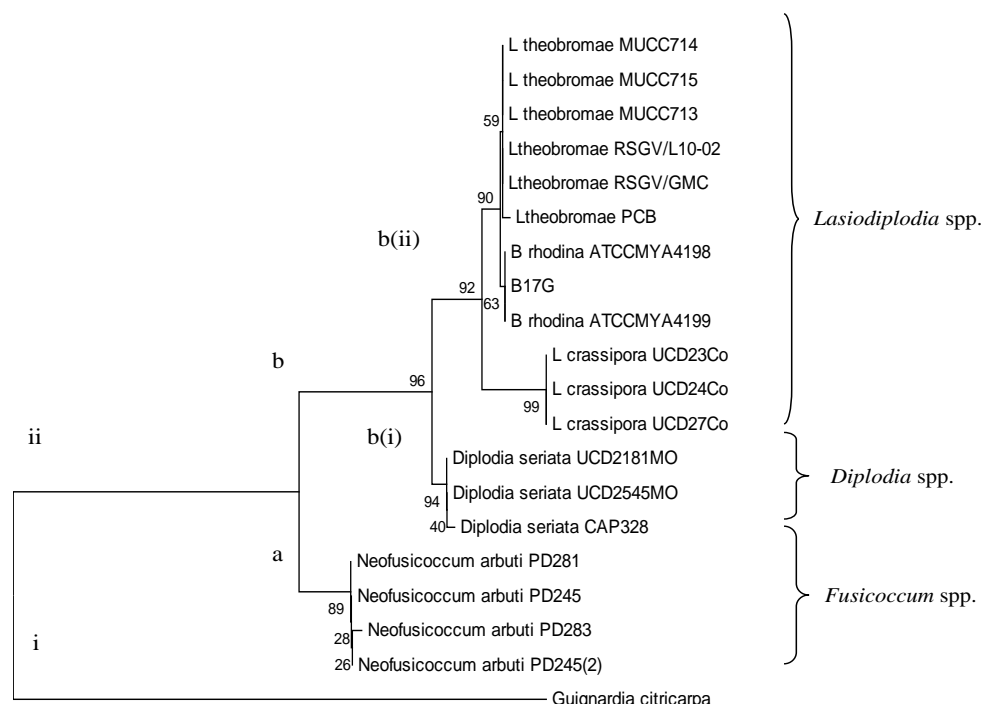 L theobromae MUCC714
L theobromae MUCC715
L theobromae MUCC713
59
Ltheobromae RSGV/L10-02
Ltheobromae RSGV/GMC
90
Ltheobromae PCB
Lasiodiplodia spp.
b(ii)
B rhodina ATCCMYA4198
B17G
92
63
B rhodina ATCCMYA4199
L crassipora UCD23Co
b
96
L crassipora UCD24Co
99
L crassipora UCD27Co
ii
b(i)
Diplodia seriata UCD2181MO
Diplodia spp.
Diplodia seriata UCD2545MO
94
40
Diplodia seriata CAP328
a
Neofusicoccum arbuti PD281
Neofusicoccum arbuti PD245
Fusicoccum spp.
89
Neofusicoccum arbuti PD283
28
i
26
Neofusicoccum arbuti PD245(2)
Guignardia citricarpa